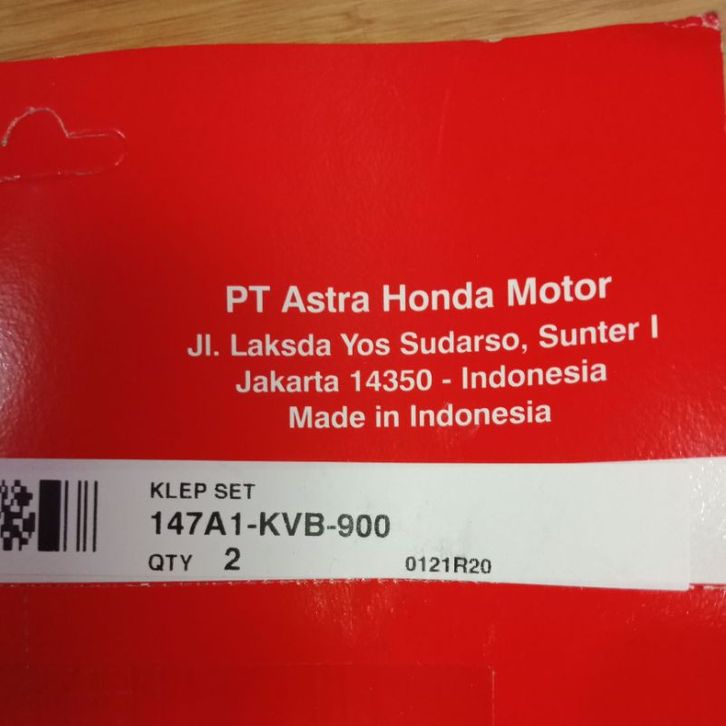 PT Astra Honda Motor
Jl. Laksda Yos Sudarso, Sunter I
Jakarta 14350 - Indonesia
Made in Indonesia
KLEP SET
147A1-KVB-900
QTY 2 0121R20